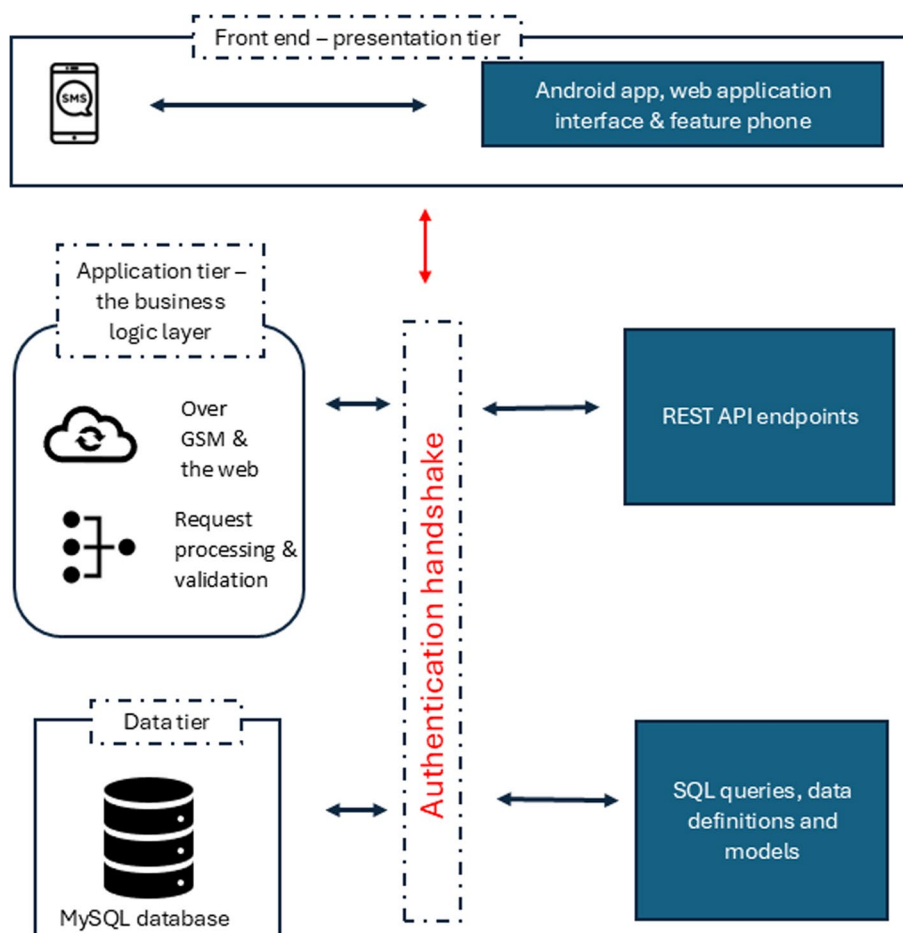 Front end – presentation tier
SMS
Android app, web application
interface & feature phone
Application tier –
the business
logic layer
Over
GSM &
the web
Request
processing &
validation
Authentication handshake
REST API endpoints
Data tier
MySQL database
SQL queries, data
definitions and
models